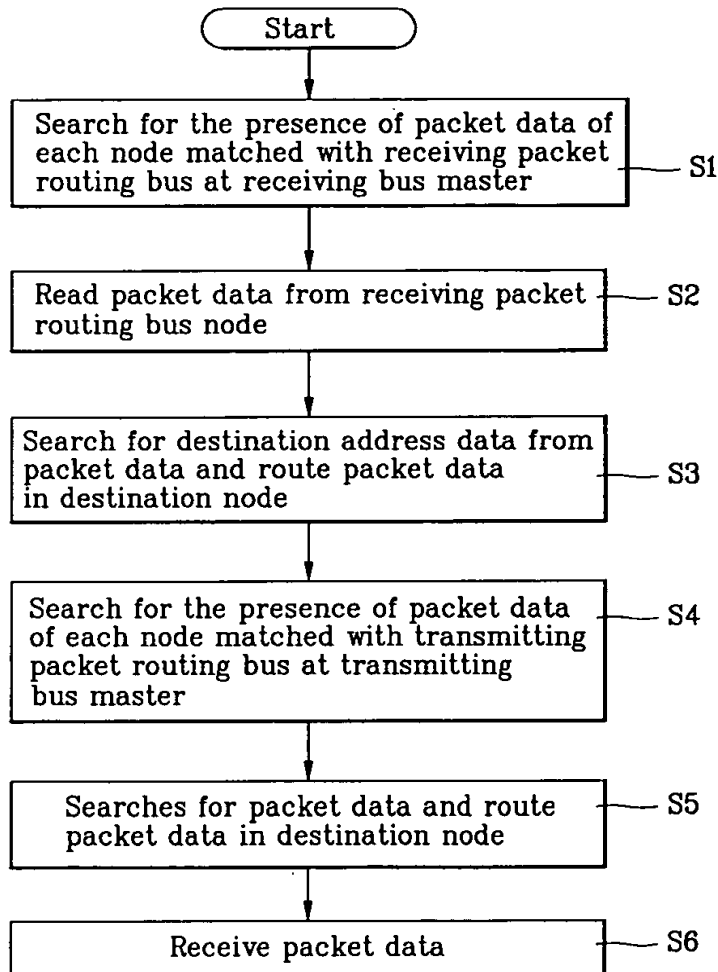 Start
Search for the presence of packet data of
each node matched with receiving packet
routing bus at receiving bus master
S1
Read packet data from receiving packet
routing bus node
S2
Search for destination address data from
packet data and route packet data
in destination node
S3
Search for the presence of packet data
of each node matched with transmitting
packet routing bus at transmitting
bus master
S4
Searches for packet data and route
packet data in destination node
S5
Receive packet data
S6